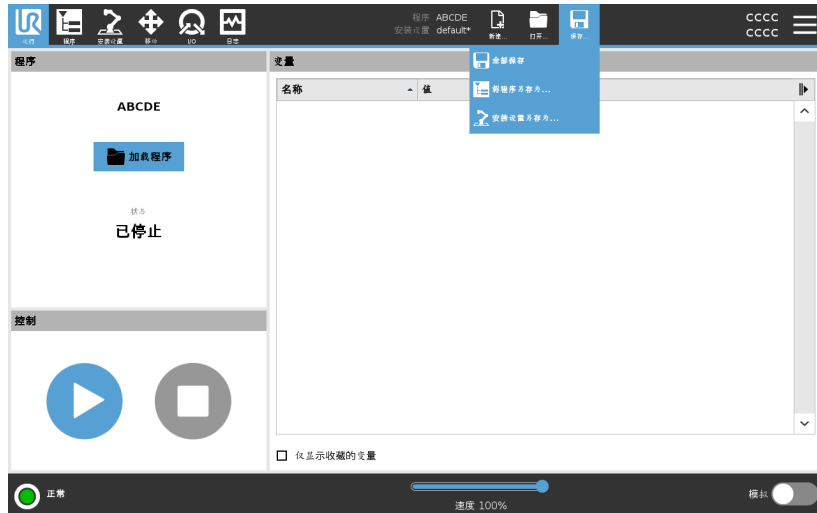 程序 ABCDE
安装设置 default*
CCCC
CCCC
运行 程序 安装设置 移动 I/O 日志 新建... 打开... 保存...
程序
变量
全部保存
将程序另存为...
安装设置另存为...
名称 值
ABCDE
加载程序
状态
已停止
控制
仅显示收藏的变量
正常
速度 100%
模拟